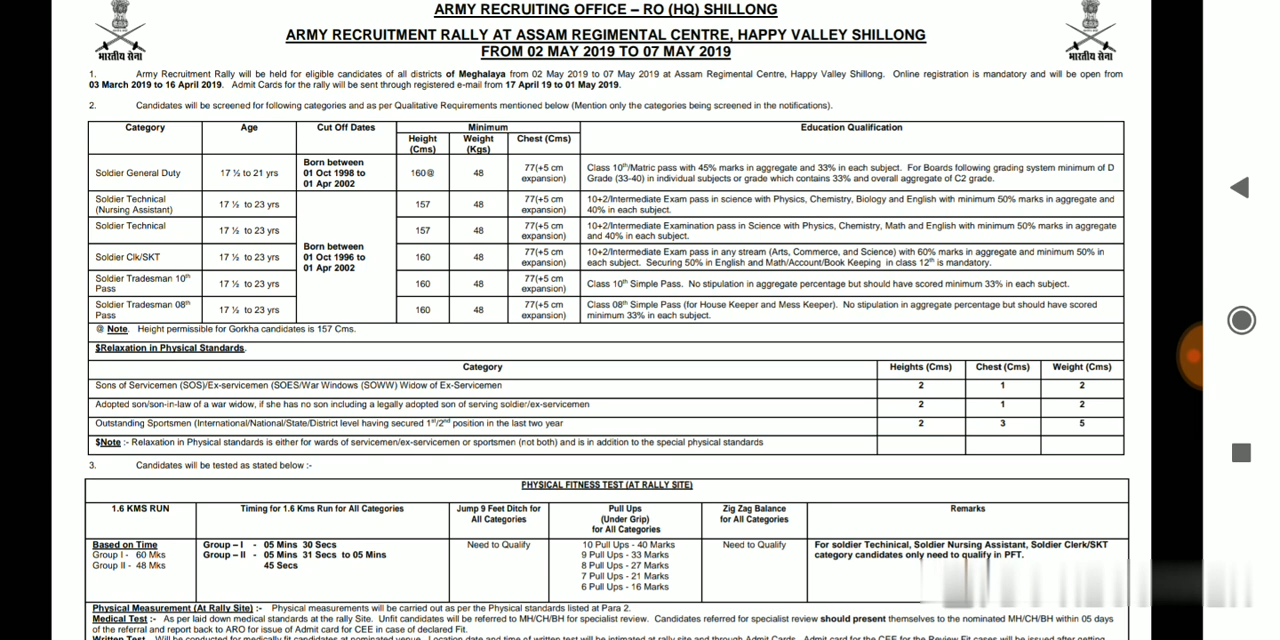 ARMY RECRUITING OFFICE – RO (HQ) SHILLONG
भारतीय सेना
भारतीय सेना
ARMY RECRUITMENT RALLY AT ASSAM REGIMENTAL CENTRE, HAPPY VALLEY SHILLONG
FROM 02 MAY 2019 TO 07 MAY 2019
1. Army Recruitment Rally will be held for eligible candidates of all districts of Meghalaya from 02 May 2019 to 07 May 2019 at Assam Regimental Centre, Happy Valley Shillong. Online registration is mandatory and will be open from
03 March 2019 to 16 April 2019. Admit Cards for the rally will be sent through registered e-mail from 17 April 19 to 01 May 2019.
2. Candidates will be screened for following categories and as per Qualitative Requirements mentioned below (Mention only the categories being screened in the notifications).
Category Age Cut Off Dates Minimum Education Qualification
Height (Cms) Weight (Kgs) Chest (Cms)
Soldier General Duty 17 ½ to 21 yrs Born between 01 Oct 1998 to 01 Apr 2002 160@ 48 77(+5 cm expansion) Class 10th/Matric pass with 45% marks in aggregate and 33% in each subject. For Boards following grading system minimum of D
Grade (33-40) in individual subjects or grade which contains 33% and overall aggregate of C2 grade.
Soldier Technical (Nursing Assistant) 17 ½ to 23 yrs Born between 01 Oct 1996 to 01 Apr 2002 157 48 77(+5 cm expansion) 10+2/Intermediate Exam pass in science with Physics, Chemistry, Biology and English with minimum 50% marks in aggregate and
40% in each subject.
Soldier Technical 17 ½ to 23 yrs 157 48 77(+5 cm expansion) 10+2/Intermediate Examination pass in Science with Physics, Chemistry, Math and English with minimum 50% marks in aggregate
and 40% in each subject.
Soldier Clk/SKT 17 ½ to 23 yrs 160 48 77(+5 cm expansion) 10+2/Intermediate Exam pass in any stream (Arts, Commerce, and Science) with 60% marks in aggregate and minimum 50% in
each subject. Securing 50% in English and Math/Account/Book Keeping in class 12th is mandatory.
Soldier Tradesman 10th Pass 17 ½ to 23 yrs 160 48 77(+5 cm expansion) Class 10th Simple Pass. No stipulation in aggregate percentage but should have scored minimum 33% in each subject.
Soldier Tradesman 08th Pass 17 ½ to 23 yrs 160 48 77(+5 cm expansion) Class 08th Simple Pass (for House Keeper and Mess Keeper). No stipulation in aggregate percentage but should have scored
minimum 33% in each subject.
@ Note. Height permissible for Gorkha candidates is 157 Cms.
$Relaxation in Physical Standards.
Category Heights (Cms) Chest (Cms) Weight (Cms)
Sons of Servicemen (SOS)/Ex-servicemen (SOES/War Windows (SOWW) Widow of Ex-Servicemen 2 1 2
Adopted son/son-in-law of a war widow, if she has no son including a legally adopted son of serving soldier/ex-servicemen 2 1 2
Outstanding Sportsmen (International/National/State/District level having secured 1st/2nd position in the last two year 2 3 5
$Note :- Relaxation in Physical standards is either for wards of servicemen/ex-servicemen or sportsmen (not both) and is in addition to the special physical standards
3. Candidates will be tested as stated below :-
PHYSICAL FITNESS TEST (AT RALLY SITE)
1.6 KMS RUN Timing for 1.6 Kms Run for All Categories Jump 9 Feet Ditch for All Categories Pull Ups (Under Grip) for All Categories Zig Zag Balance for All Categories Remarks
Based on Time Group – I - 05 Mins 30 Secs Need to Qualify 10 Pull Ups - 40 Marks Need to Qualify For soldier Techinical, Soldier Nursing Assistant, Soldier Clerk/SKT
Group I - 60 Mks Group – II - 05 Mins 31 Secs to 05 Mins 9 Pull Ups - 33 Marks category candidates only need to qualify in PFT.
Group II - 48 Mks 45 Secs 8 Pull Ups - 27 Marks
7 Pull Ups - 21 Marks
6 Pull Ups - 16 Marks
Physical Measurement (At Rally Site) :- Physical measurements will be carried out as per the Physical standards listed at Para 2.
Medical Test :- As per laid down medical standards at the rally Site. Unfit candidates will be referred to MH/CH/BH for specialist review. Candidates referred for specialist review should present themselves to the nominated MH/CH/BH within 05 days
of the referral and report back to ARO for issue of Admit card for CEE in case of declared Fit.